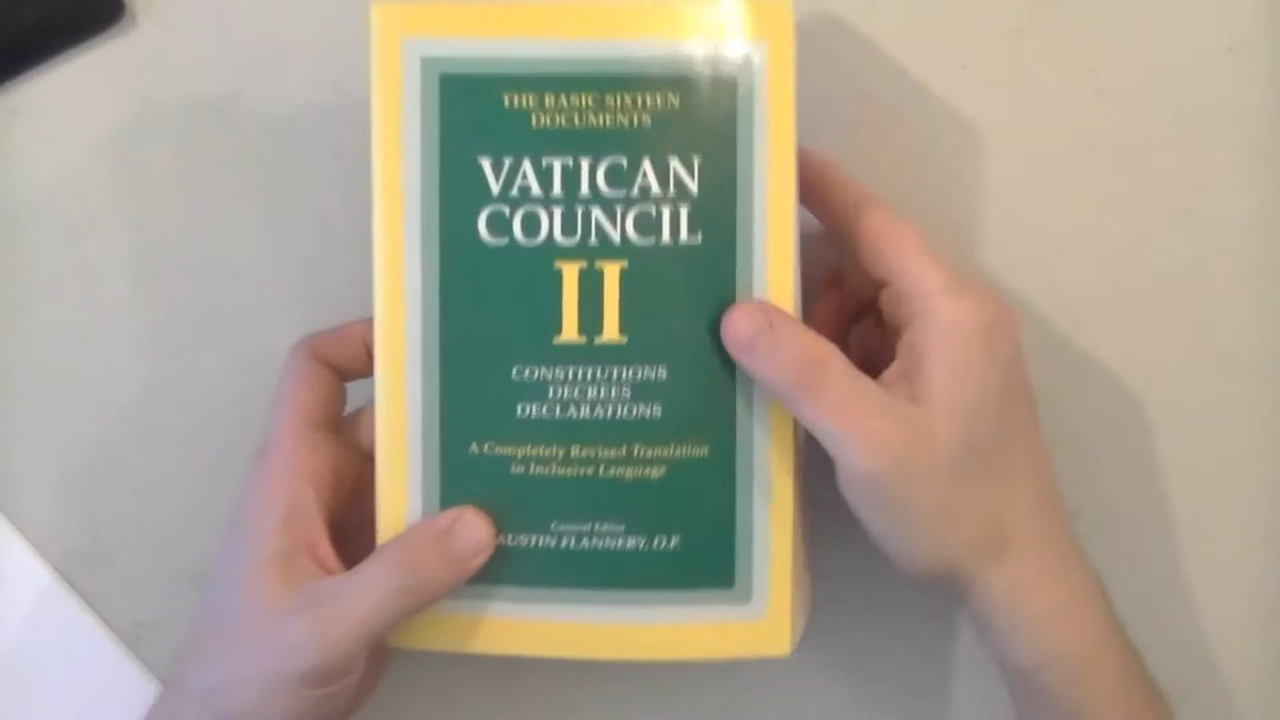 THE BASIC SIXTEEN
DOCUMENTS
VATICAN
COUNCIL
II
CONSTITUTIONS
DECREES
DECLARATIONS
A Completely Revised Translation
in Inclusive Language
General Editor
AUSTIN FLANNERY, O.P.